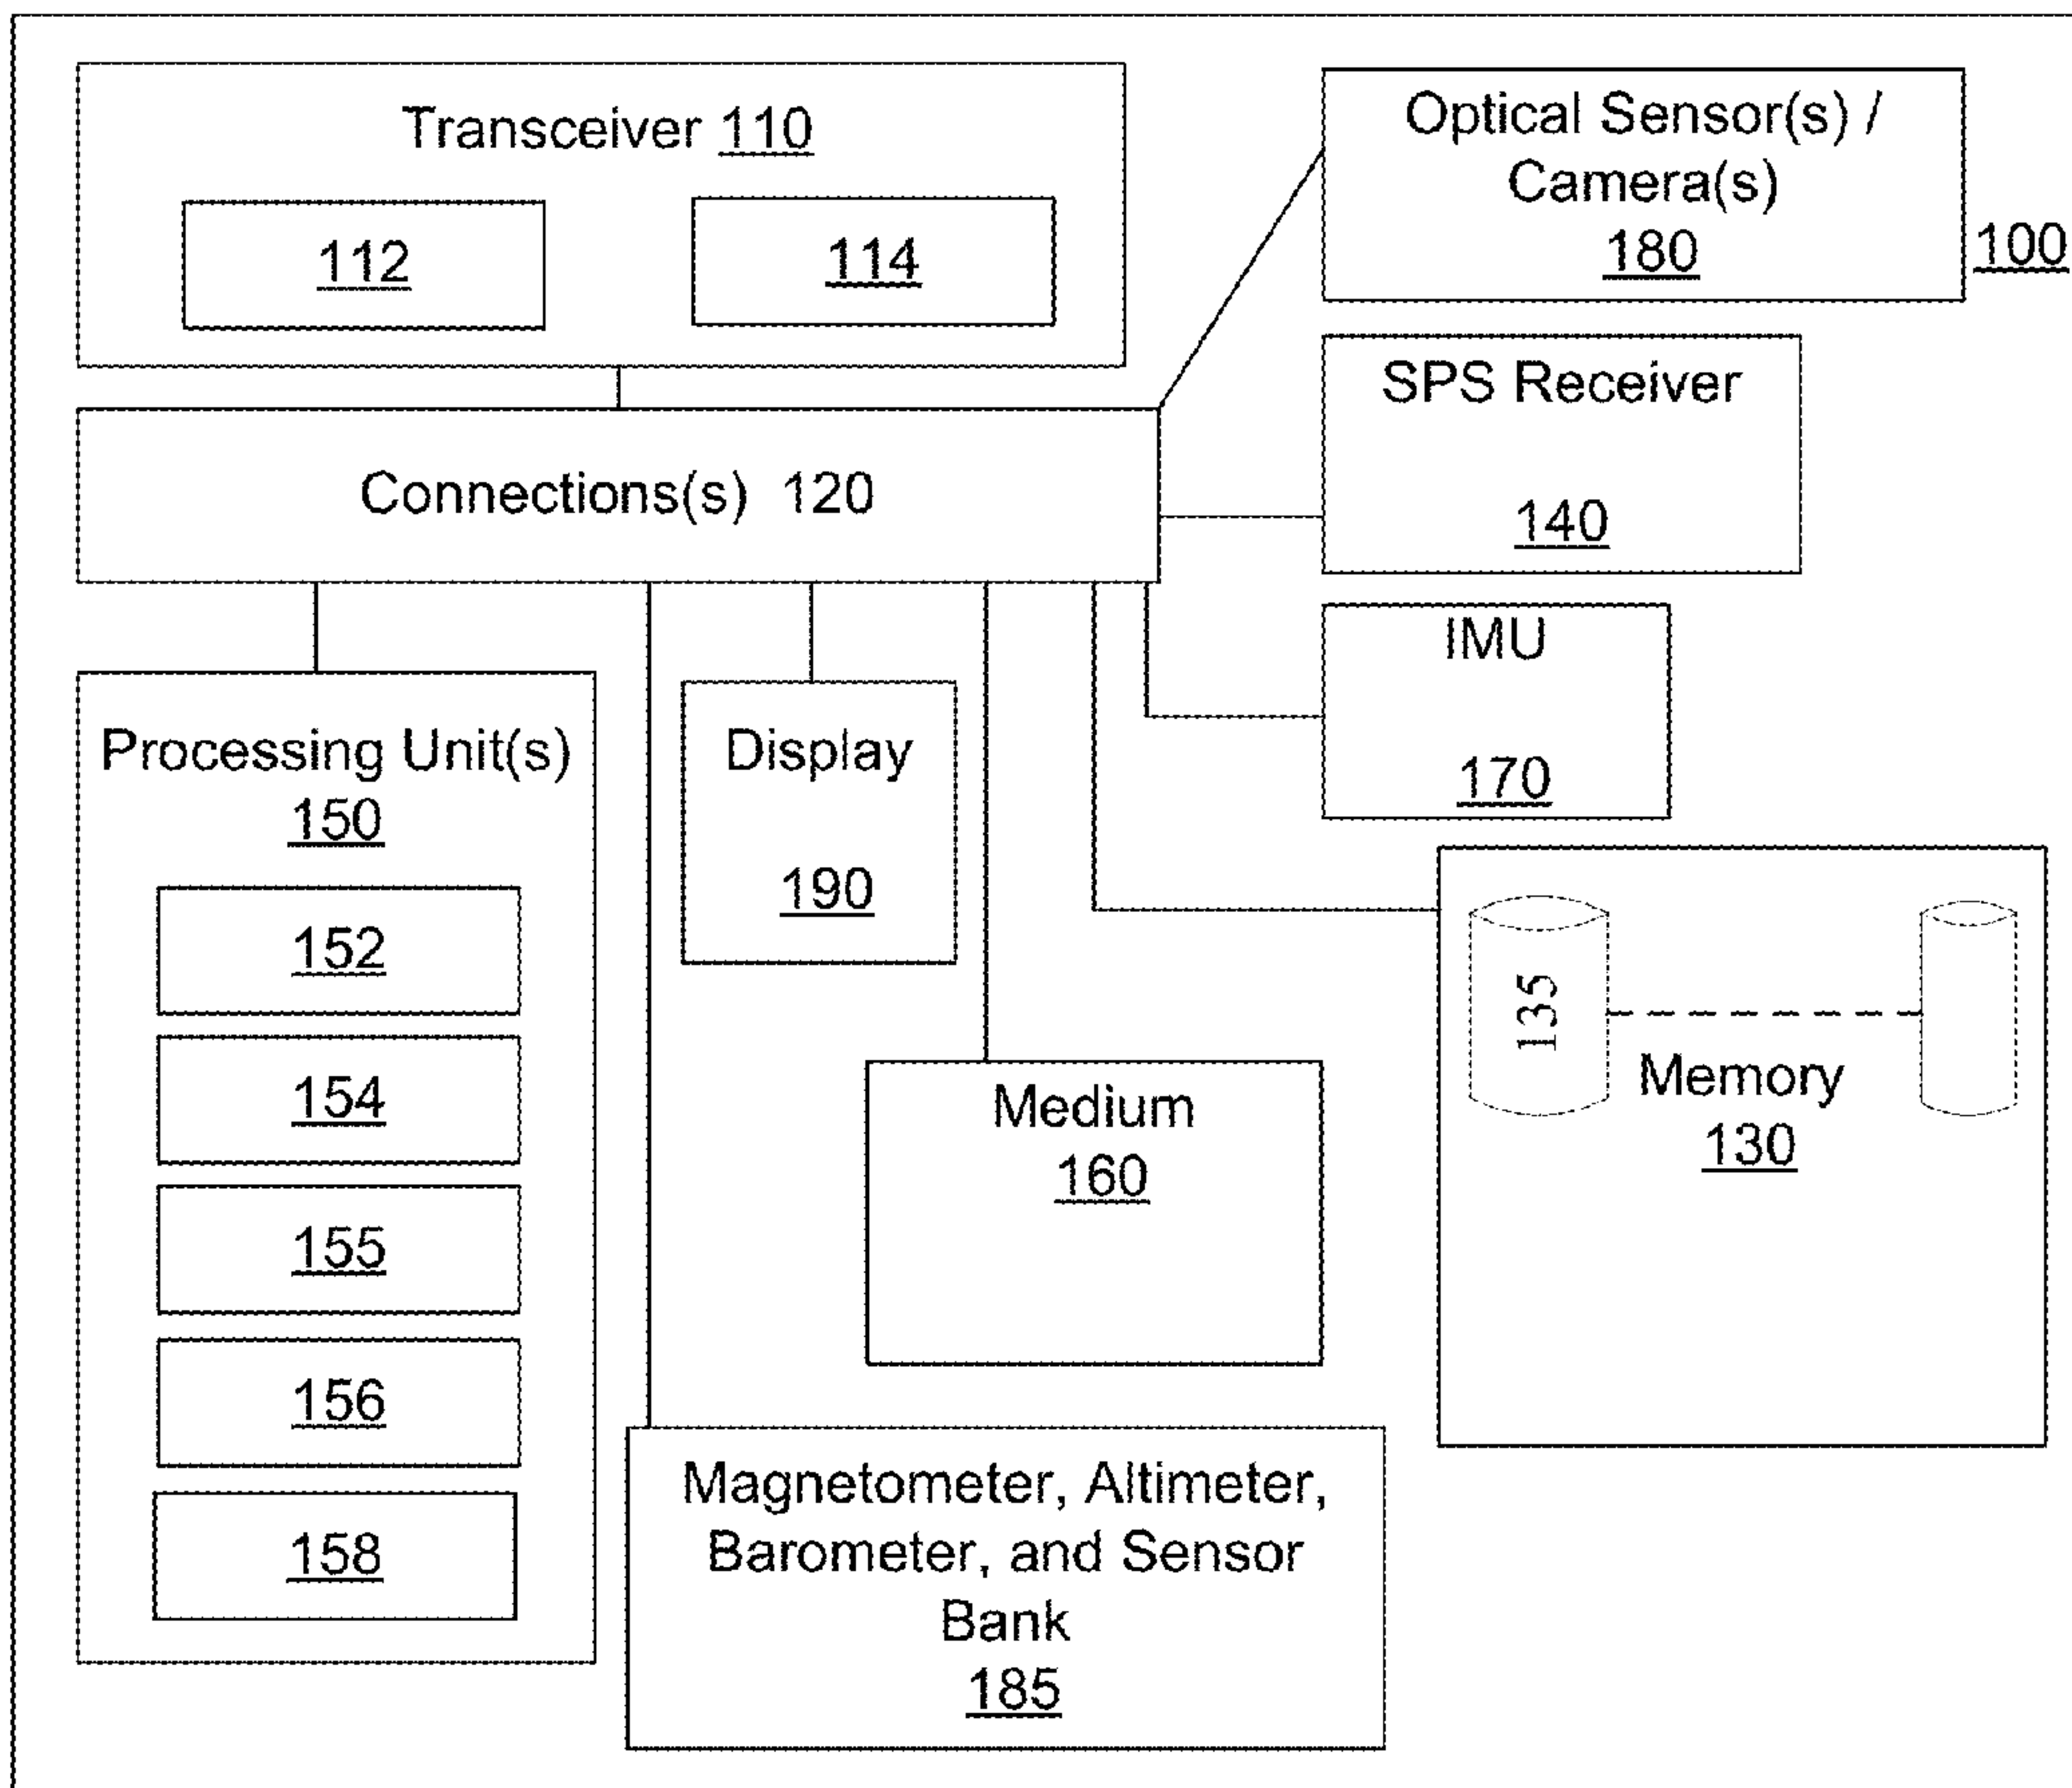 Transceiver 110
112
114
Optical Sensor(s) /
Camera(s)
180
100
Connections(s) 120
SPS Receiver
140
IMU
170
Processing Unit(s)
150
152
154
155
156
158
Display
190
Medium
160
135
Memory
130
Magnetometer, Altimeter,
Barometer, and Sensor
Bank
185